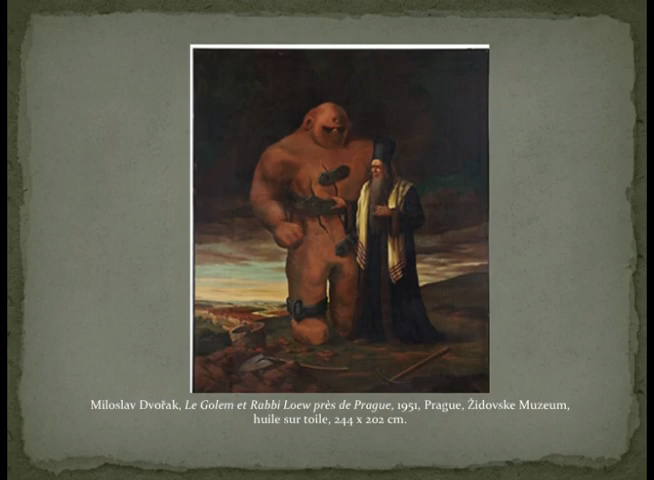 Miloslav Dvořak, Le Golem et Rabbi Loew près de Prague, 1951, Prague, Židovske Muzeum,
huile sur toile, 244 x 202 cm.